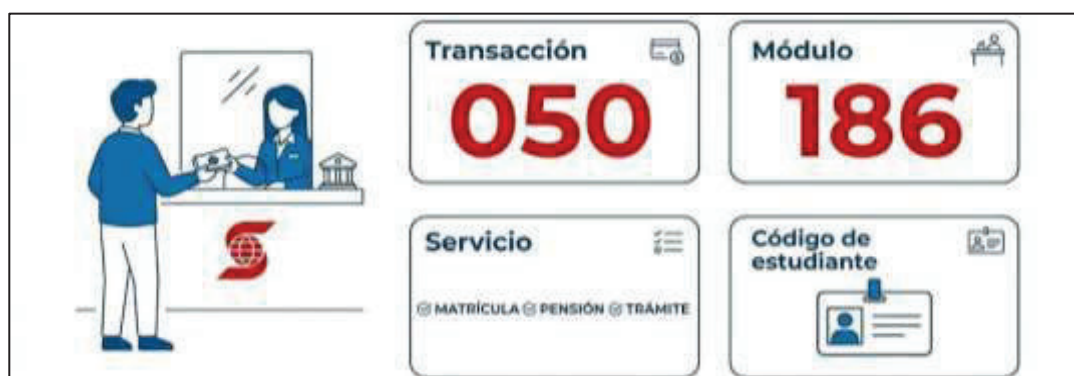 Transacción
050
Módulo
186
Servicio
MATRÍCULA PENSIÓN TRÁMITE
Código de
estudiante